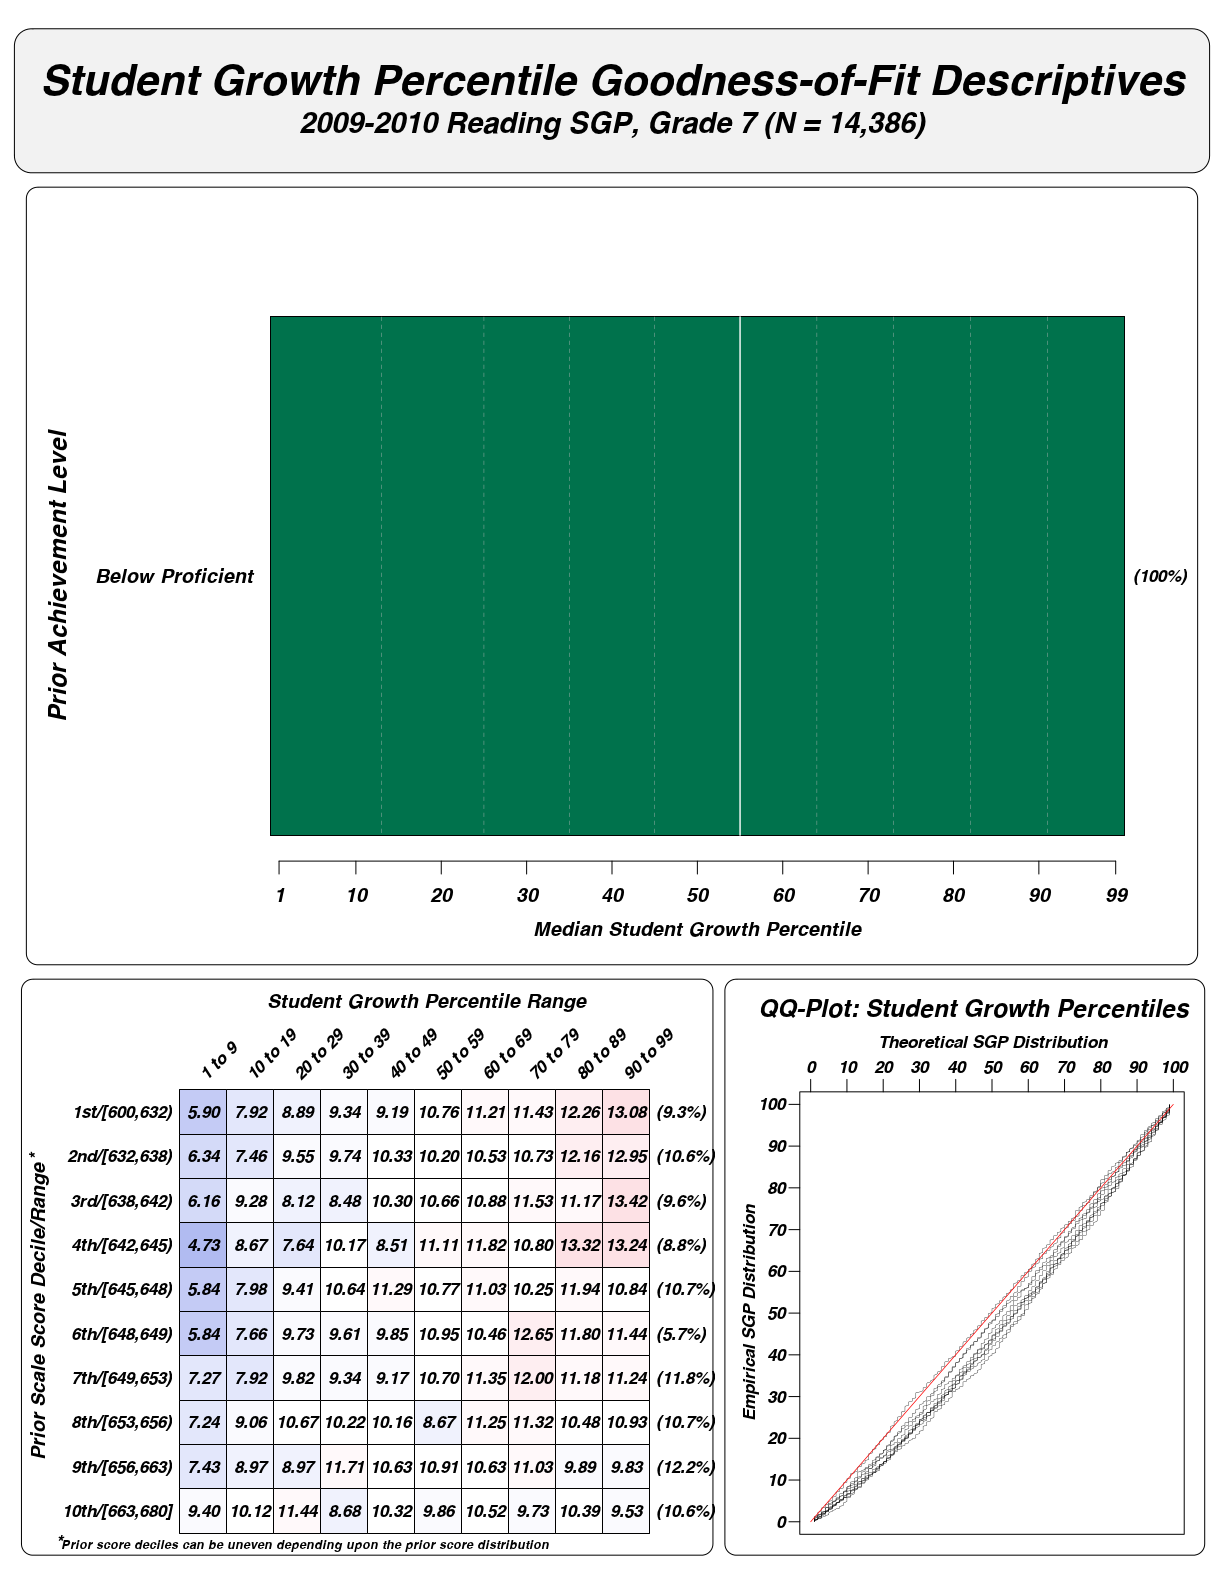 Student Growth Percentile Goodness-of-Fit Descriptives
2009-2010 Reading SGP, Grade 7 (N = 14,386)
Prior Achievement Level
Below Proficient
(100%)
1 10 20 30 40 50 60 70 80 90 99
Median Student Growth Percentile
Student Growth Percentile Range
1 to 9 10 to 19 20 to 29 30 to 39 40 to 49 50 to 59 60 to 69 70 to 79 80 to 89 90 to 99
Prior Scale Score Decile/Range*
1st/[600,632) 5.90 7.92 8.89 9.34 9.19 10.76 11.21 11.43 12.26 13.08 (9.3%)
2nd/[632,638) 6.34 7.46 9.55 9.74 10.33 10.20 10.53 10.73 12.16 12.95 (10.6%)
3rd/[638,642) 6.16 9.28 8.12 8.48 10.30 10.66 10.88 11.53 11.17 13.42 (9.6%)
4th/[642,645) 4.73 8.67 7.64 10.17 8.51 11.11 11.82 10.80 13.32 13.24 (8.8%)
5th/[645,648) 5.84 7.98 9.41 10.64 11.29 10.77 11.03 10.25 11.94 10.84 (10.7%)
6th/[648,649) 5.84 7.66 9.73 9.61 9.85 10.95 10.46 12.65 11.80 11.44 (5.7%)
7th/[649,653) 7.27 7.92 9.82 9.34 9.17 10.70 11.35 12.00 11.18 11.24 (11.8%)
8th/[653,656) 7.24 9.06 10.67 10.22 10.16 8.67 11.25 11.32 10.48 10.93 (10.7%)
9th/[656,663) 7.43 8.97 8.97 11.71 10.63 10.91 10.63 11.03 9.89 9.83 (12.2%)
10th/[663,680] 9.40 10.12 11.44 8.68 10.32 9.86 10.52 9.73 10.39 9.53 (10.6%)
*Prior score deciles can be uneven depending upon the prior score distribution
QQ-Plot: Student Growth Percentiles
Theoretical SGP Distribution
0 10 20 30 40 50 60 70 80 90 100
Empirical SGP Distribution
100
90
80
70
60
50
40
30
20
10
0